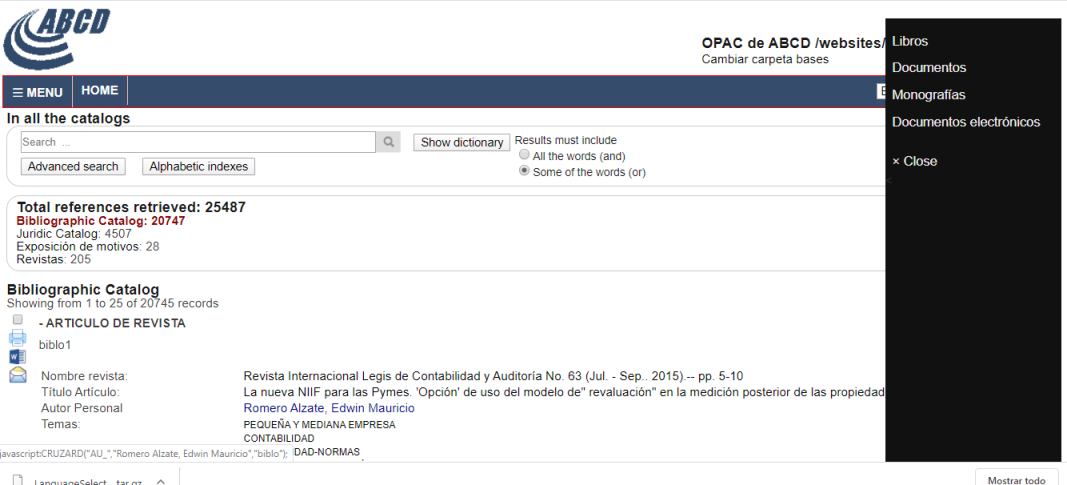 ABCD
OPAC de ABCD /websites/
Cambiar carpeta bases
☰ MENU HOME
In all the catalogs
Search ...
Show dictionary
Results must include
All the words (and)
Some of the words (or)
Advanced search Alphabetic indexes
Total references retrieved: 25487
Bibliographic Catalog: 20747
Juridic Catalog: 4507
Exposición de motivos: 28
Revistas: 205
Bibliographic Catalog
Showing from 1 to 25 of 20745 records
- ARTICULO DE REVISTA
biblo1
Nombre revista: Revista Internacional Legis de Contabilidad y Auditoría No. 63 (Jul. - Sep.. 2015).-- pp. 5-10
Título Artículo: La nueva NIIF para las Pymes. 'Opción' de uso del modelo de" revaluación" en la medición posterior de las propiedad
Autor Personal Romero Alzate, Edwin Mauricio
Temas: PEQUEÑA Y MEDIANA EMPRESA
CONTABILIDAD
DAD-NORMAS
javascript:CRUZARD("AU_","Romero Alzate, Edwin Mauricio","biblo");
Libros
Documentos
Monografías
Documentos electrónicos
× Close
<
LanguageSelect....tar.gz
Mostrar todo